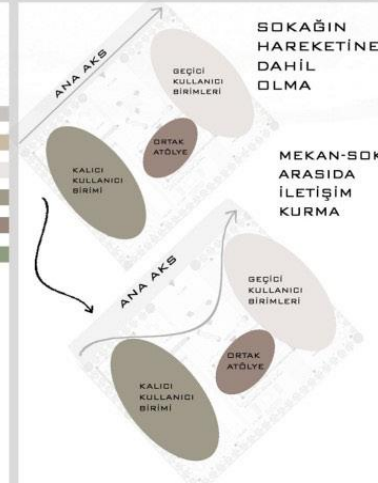 SOKAĞIN
HAREKETİNE
DAHİL
OLMA
ANA AKS
GEÇİCİ
KULLANICI
BİRİMLERİ
ORTAK
ATÖLYE
KALICI
KULLANICI
BİRİMİ
MEKAN-SOK
ARASIDA
İLETİŞİM
KURMA
ANA AKS
GEÇİCİ
KULLANICI
BİRİMLERİ
ORTAK
ATÖLYE
KALICI
KULLANICI
BİRİMİ